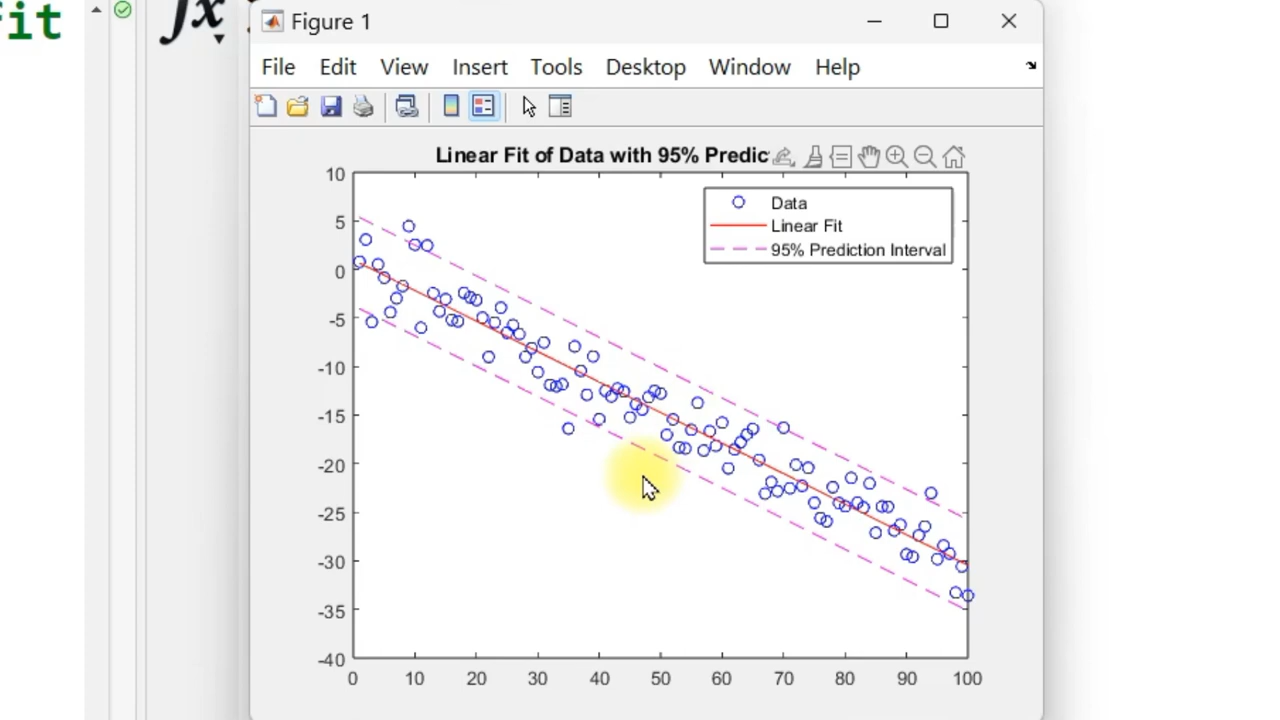 fit
fx
Figure 1
File Edit View Insert Tools Desktop Window Help
Linear Fit of Data with 95% Predic
Data
Linear Fit
95% Prediction Interval
10
5
0
-5
-10
-15
-20
-25
-30
-35
-40
0 10 20 30 40 50 60 70 80 90 100